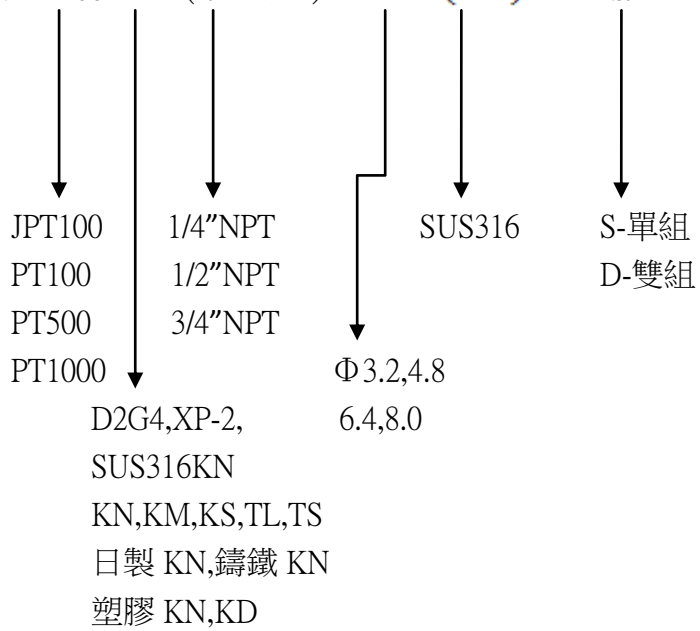 JPT100 1/4”NPT SUS316 S-單組
PT100 1/2”NPT D-雙組
PT500 3/4”NPT
PT1000 Φ3.2,4.8
D2G4,XP-2, 6.4,8.0
SUS316KN
KN,KM,KS,TL,TS
日製 KN,鑄鐵 KN
塑膠 KN,KD